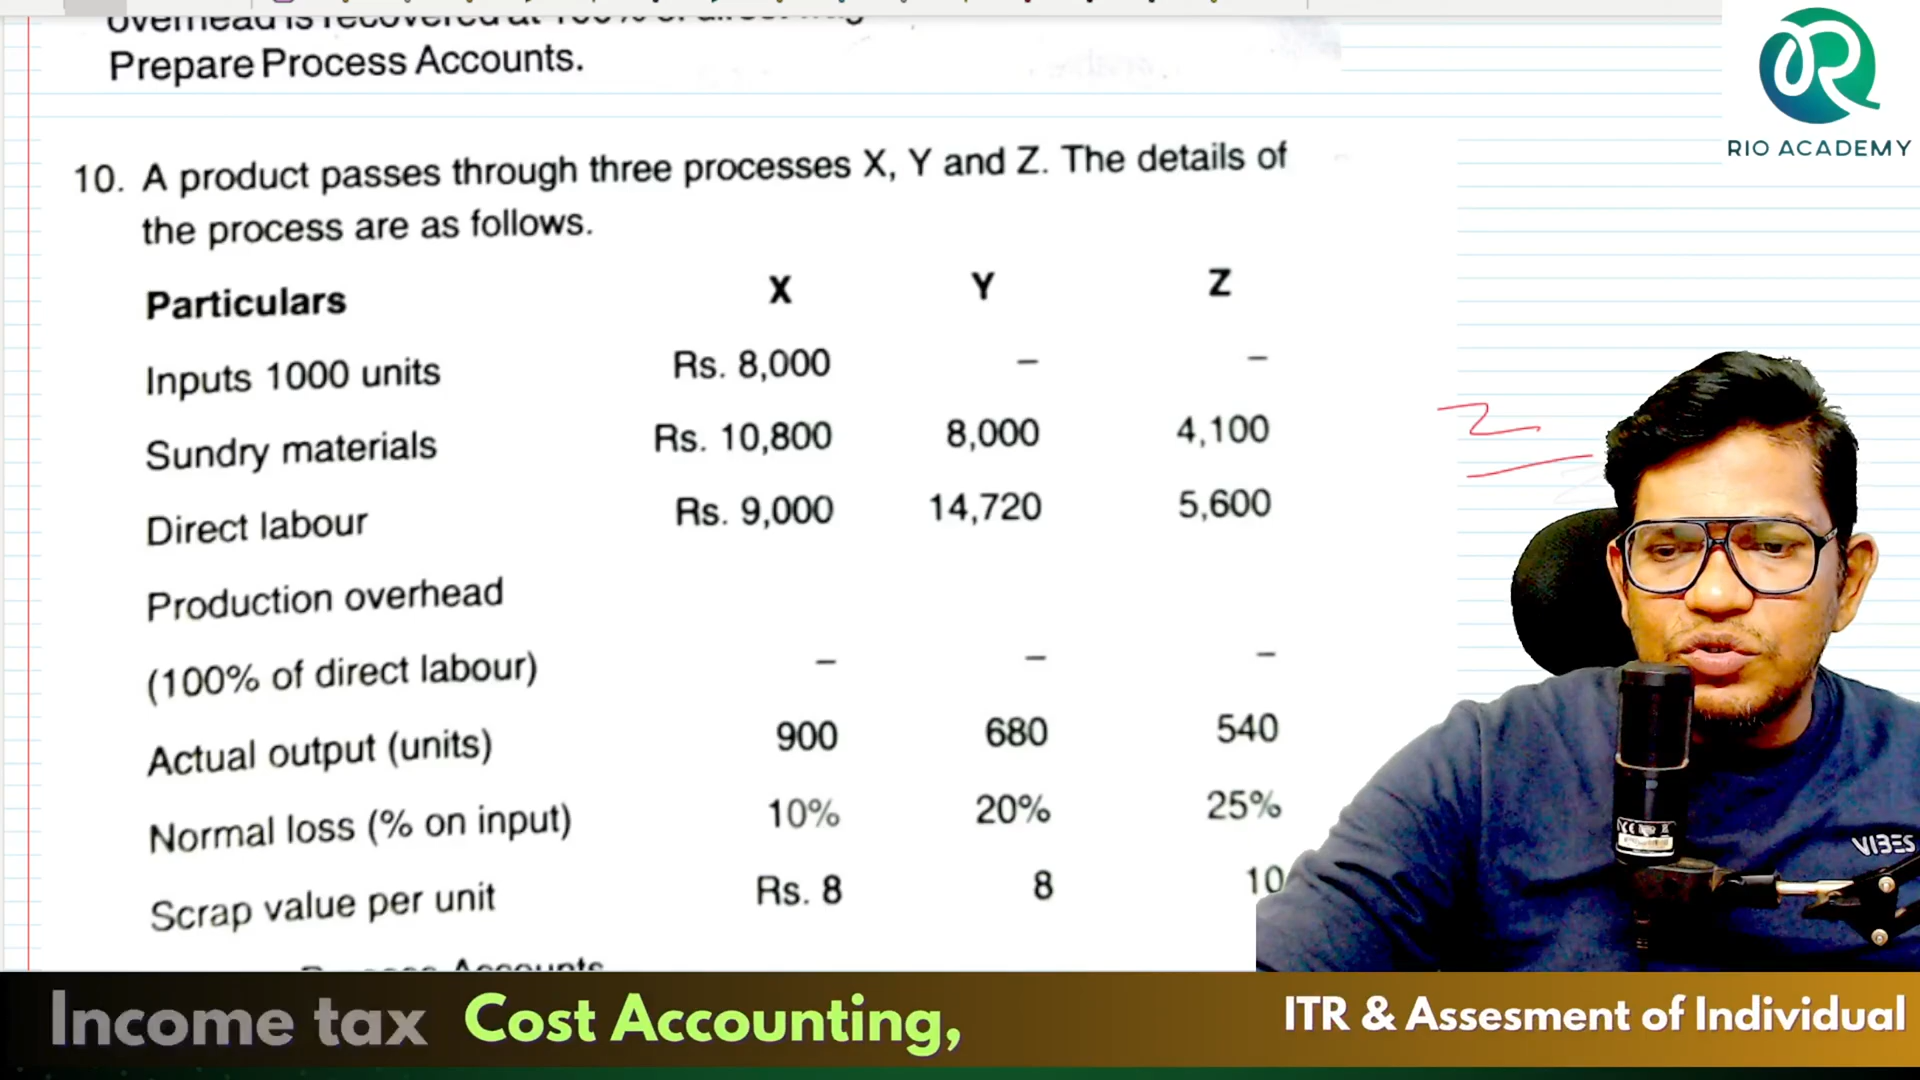 Prepare Process Accounts.
RIO ACADEMY
10. A product passes through three processes X, Y and Z. The details of
the process are as follows.
Particulars X Y Z
Inputs 1000 units Rs. 8,000 – –
Sundry materials Rs. 10,800 8,000 4,100
Direct labour Rs. 9,000 14,720 5,600
Production overhead
(100% of direct labour) – – –
Actual output (units) 900 680 540
Normal loss (% on input) 10% 20% 25%
Scrap value per unit Rs. 8 8 10
Accounts
VIBES
Income tax Cost Accounting, ITR & Assesment of Individual